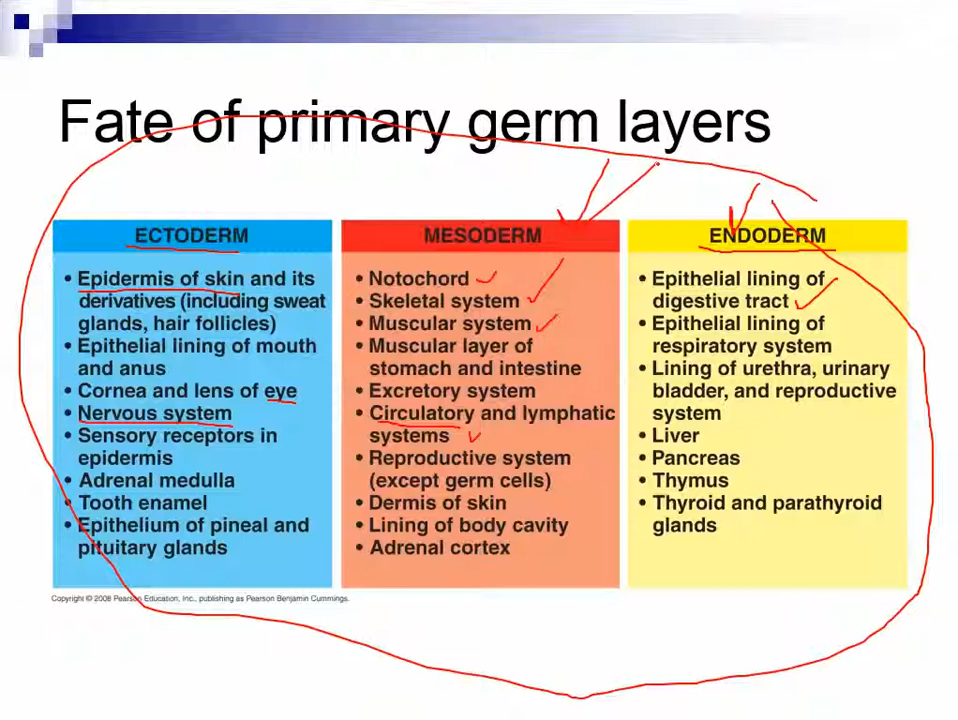 Fate of primary germ layers
ECTODERM
• Epidermis of skin and its
derivatives (including sweat
glands, hair follicles)
• Epithelial lining of mouth
and anus
• Cornea and lens of eye
• Nervous system
• Sensory receptors in
epidermis
• Adrenal medulla
• Tooth enamel
• Epithelium of pineal and
pituitary glands
MESODERM
• Notochord
• Skeletal system
• Muscular system
• Muscular layer of
stomach and intestine
• Excretory system
• Circulatory and lymphatic
systems
• Reproductive system
(except germ cells)
• Dermis of skin
• Lining of body cavity
• Adrenal cortex
ENDODERM
• Epithelial lining of
digestive tract
• Epithelial lining of
respiratory system
• Lining of urethra, urinary
bladder, and reproductive
system
• Liver
• Pancreas
• Thymus
• Thyroid and parathyroid
glands
Copyright © 2008 Pearson Education, Inc., publishing as Pearson Benjamin Cummings.